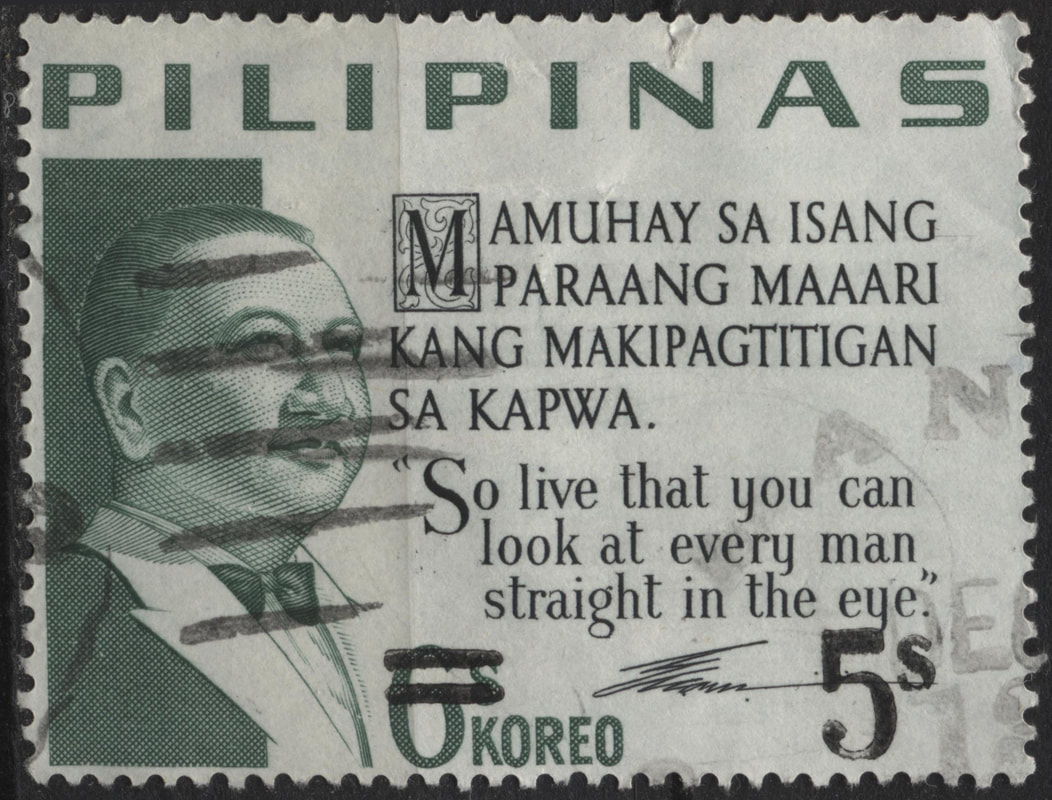 PILIPINAS
MAMUHAY SA ISANG
PARAANG MAAARI
KANG MAKIPAGTITIGAN
SA KAPWA.
“So live that you can
look at every man
straight in the eye.”
6s KOREO 5s